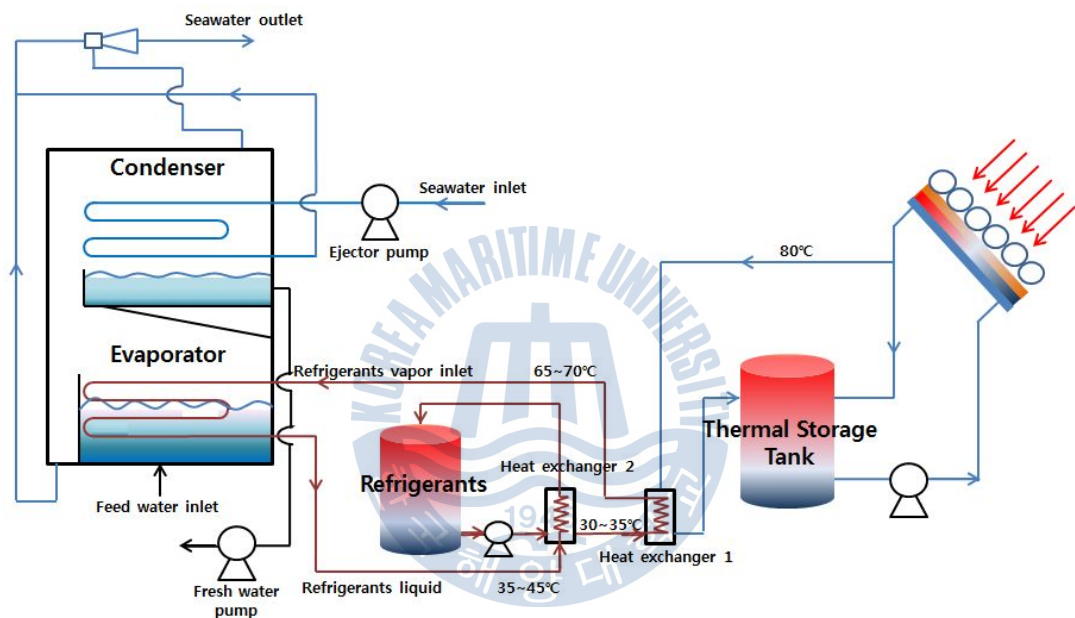 Seawater outlet
Condenser
Seawater inlet
Ejector pump
80℃
Evaporator
Refrigerants vapor inlet
65~70℃
Thermal Storage
Tank
Heat exchanger 2
Refrigerants
Feed water inlet
30~35℃
Heat exchanger 1
Fresh water
pump
Refrigerants liquid
35~45℃
KOREA MARITIME UNIVERSITY